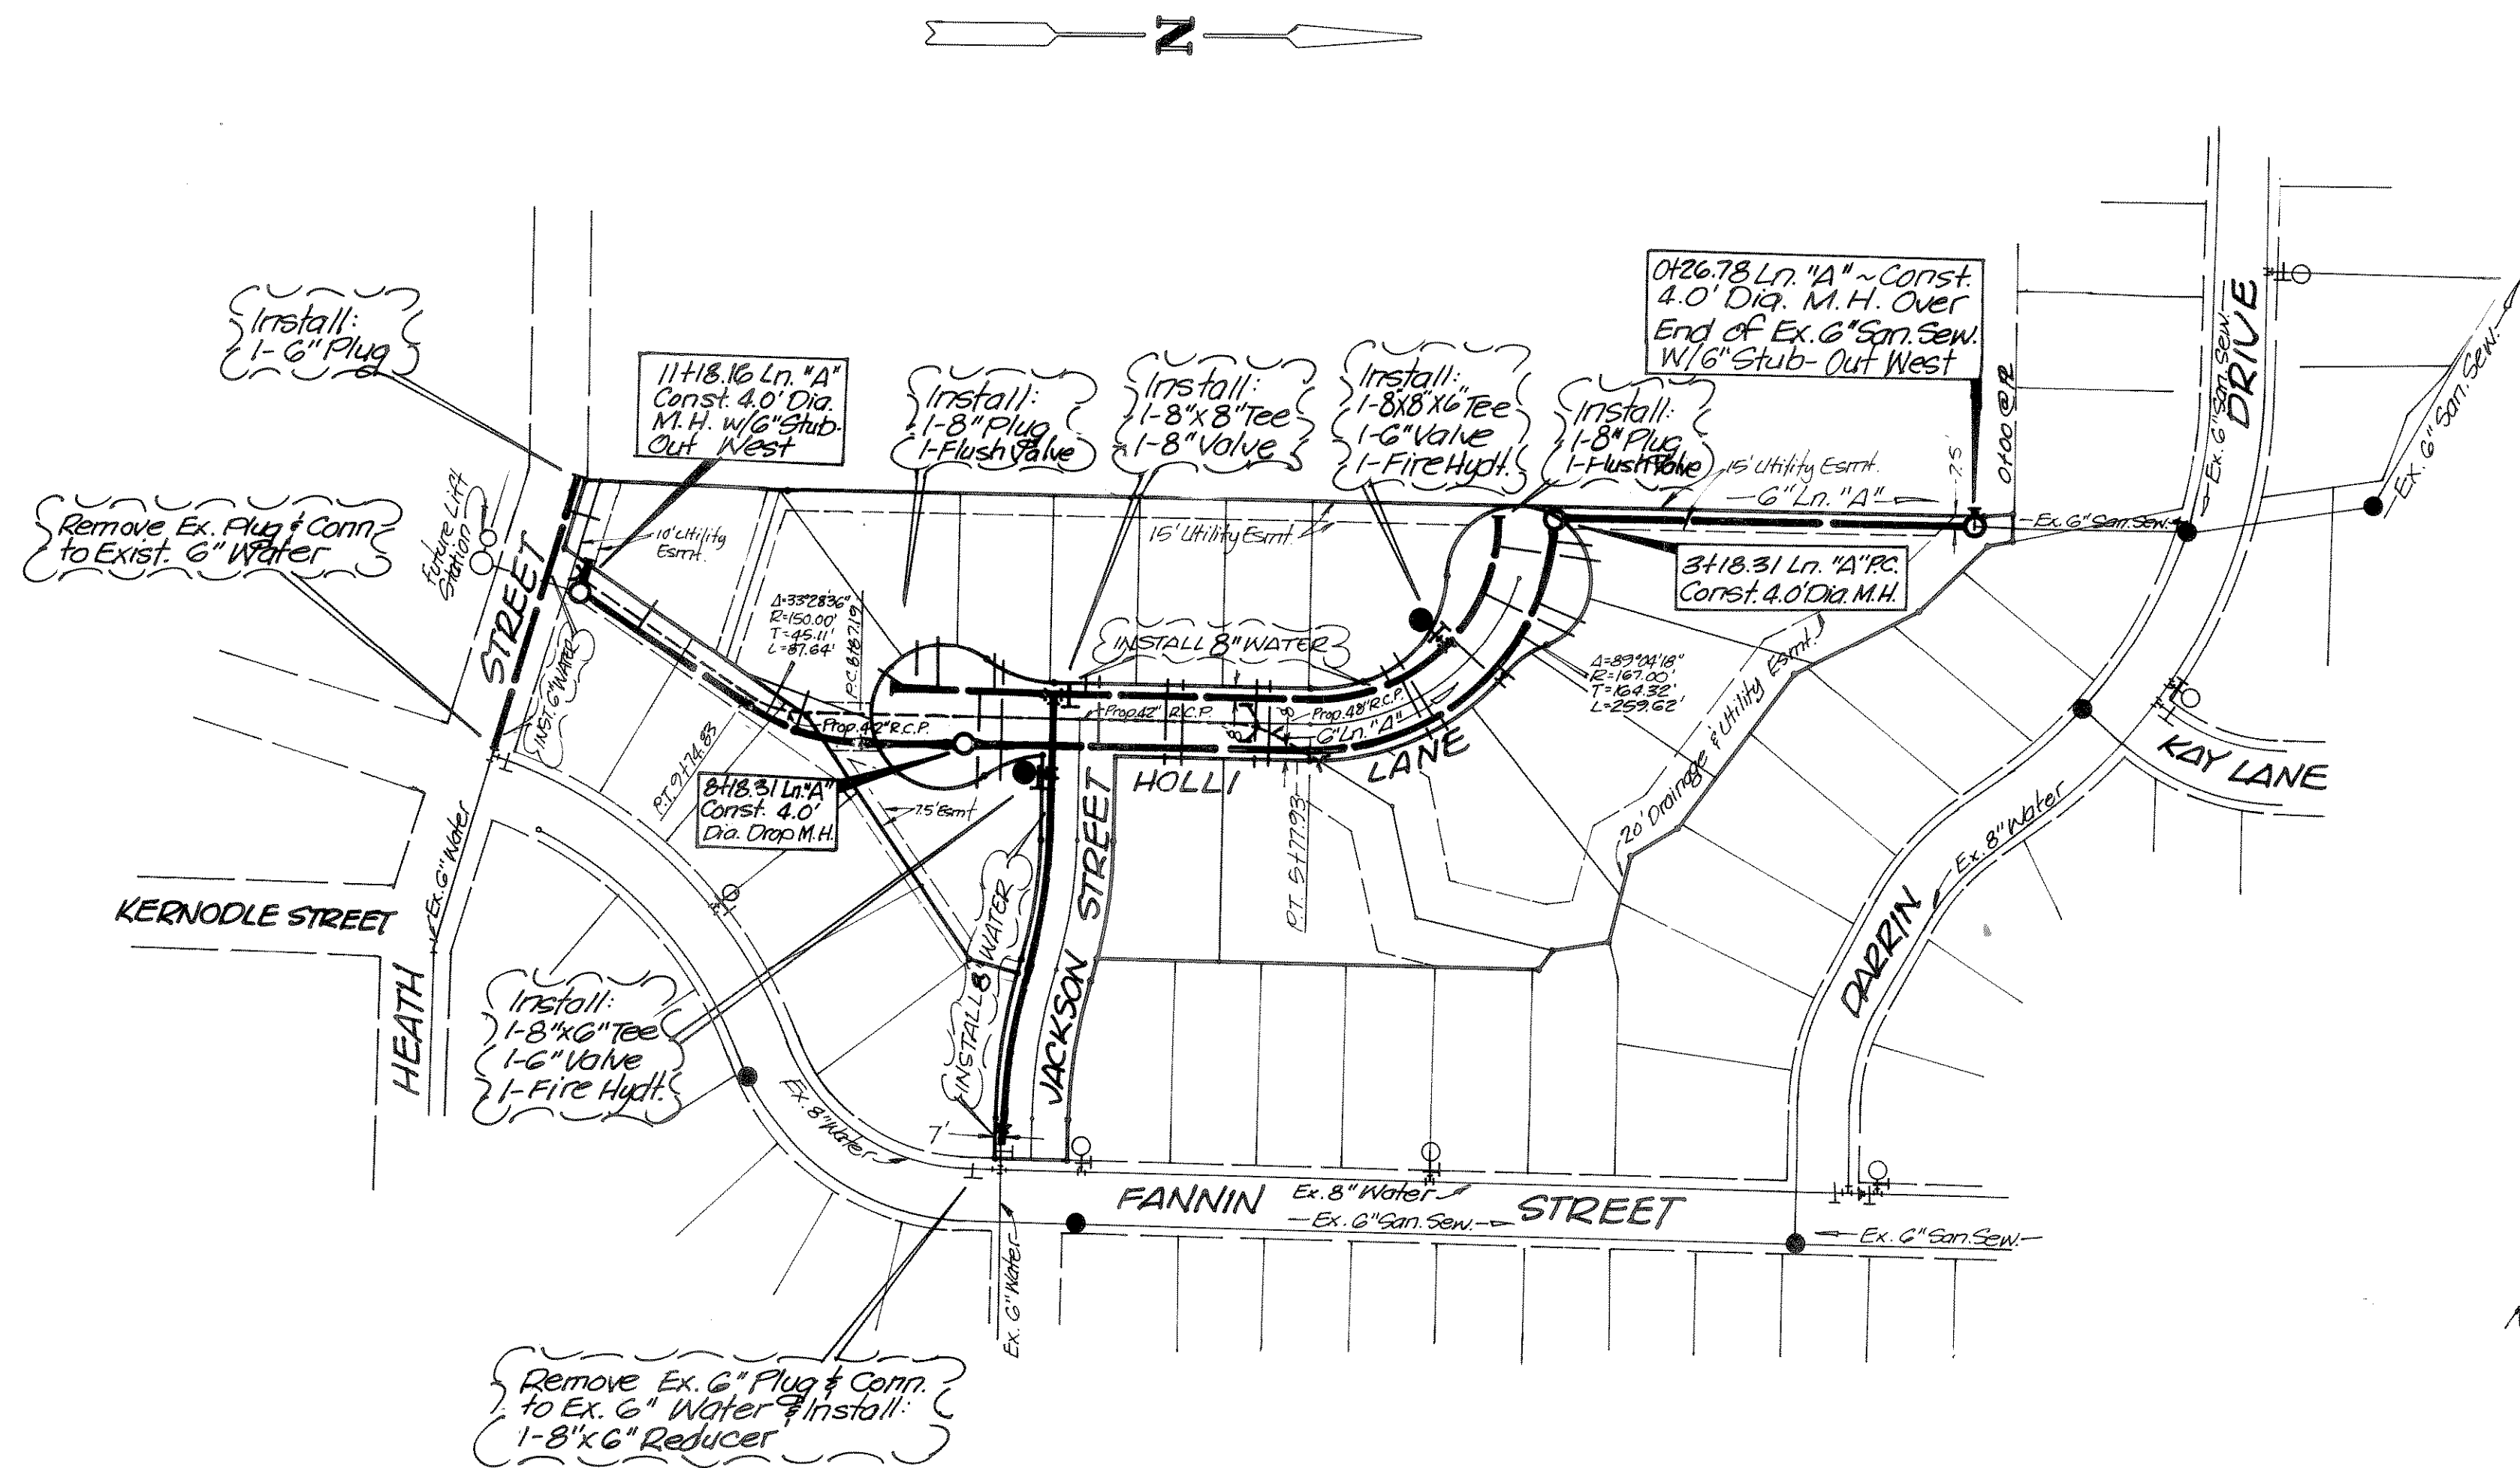 N
Install:
1-6" Plug
11+18.16 Ln. "A"
Const. 4.0' Dia.
M.H. W/6" Stub-
Out West
Install:
1-8" Plug
1-Flush Valve
Install:
1-8"X8" Tee
1-8" Valve
Install:
1-8X8"X6" Tee
1-6" Valve
1-Fire Hydt.
Install:
1-8" Plug
1-Flush Valve
0+26.78 Ln. "A" ~ Const.
4.0' Dia. M.H. Over
End of Ex. 6" San. Sew.
W/6" Stub-Out West
0+00 @ PL
7.5'
DRIVE
Ex. 6" San. Sew.
Ex. 6" San. Sew.
Remove Ex. Plug & Conn
to Exist. 6" Water
Future Lift
Station
10' Utility
Esmt.
15' Utility Esmt.
15' Utility Esmt.
6" Ln. "A"
Ex. 6" San. Sew.
3+18.31 Ln. "A" P.C.
Const. 4.0' Dia. M.H.
STREET
INST. 6" WATER
Δ=33°28'36"
R=150.00'
T=45.11'
L=87.64'
P.C. 8+87.19
INSTALL 8" WATER
Δ=89°04'18"
R=167.00'
T=164.32'
L=259.62'
Prop. 42" R.C.P.
Prop. 42" R.C.P.
Prop. 48" R.C.P.
8'
8'
6" Ln. "A"
HOLLI
LANE
P.T. 9+74.83
8+18.31 Ln. "A"
Const. 4.0'
Dia. Drop M.H.
7.5' Esmt
P.T. 5+77.93
20' Drainage & Utility Esmt.
KAY LANE
Ex. 8" Water
DARRIN
KERNODLE STREET
Ex. 6" Water
HEATH
Install:
1-8"X6" Tee
1-6" Valve
1-Fire Hydt.
INSTALL 8" WATER
JACKSON STREET
Ex. 8" Water
7'
FANNIN
Ex. 8" Water
STREET
Ex. 6" San. Sew.
Ex. 6" San. Sew.
Ex. 6" Water
Remove Ex. 6" Plug & Conn.
to Ex. 6" Water & Install:
1-8"x6" Reducer